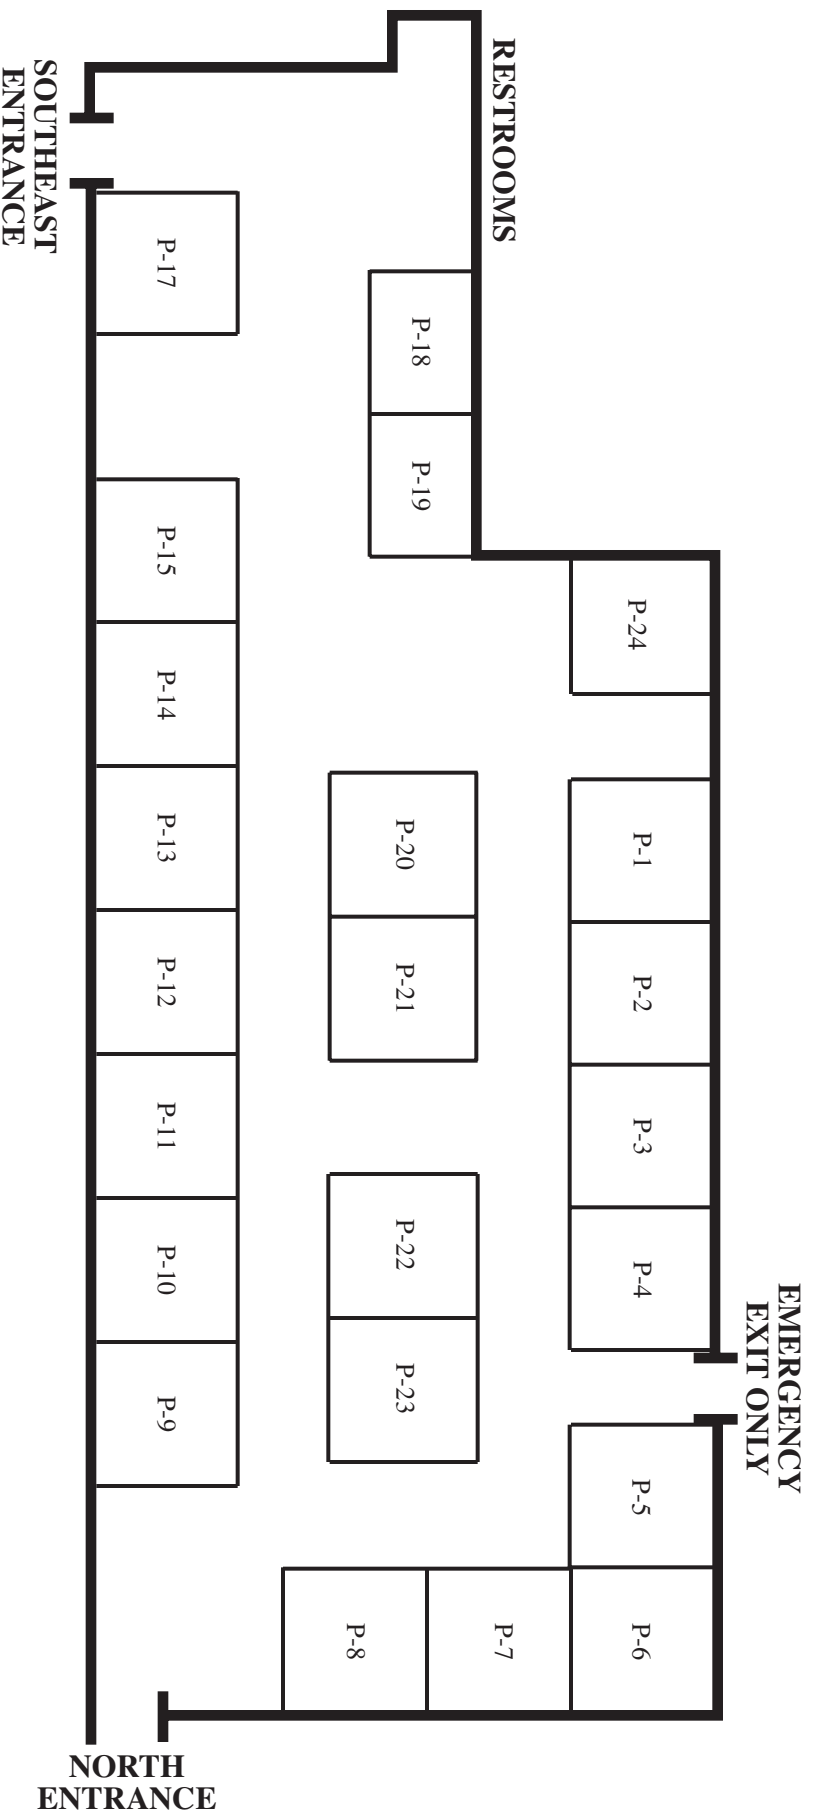 RESTROOMS
SOUTHEAST
ENTRANCE
P-17
P-18
P-19
P-15
P-24
P-14
P-13
P-20
P-1
P-12
P-21
P-2
P-11
P-3
P-10
P-22
P-4
EMERGENCY
EXIT ONLY
P-9
P-23
P-5
P-8
P-7
P-6
NORTH
ENTRANCE